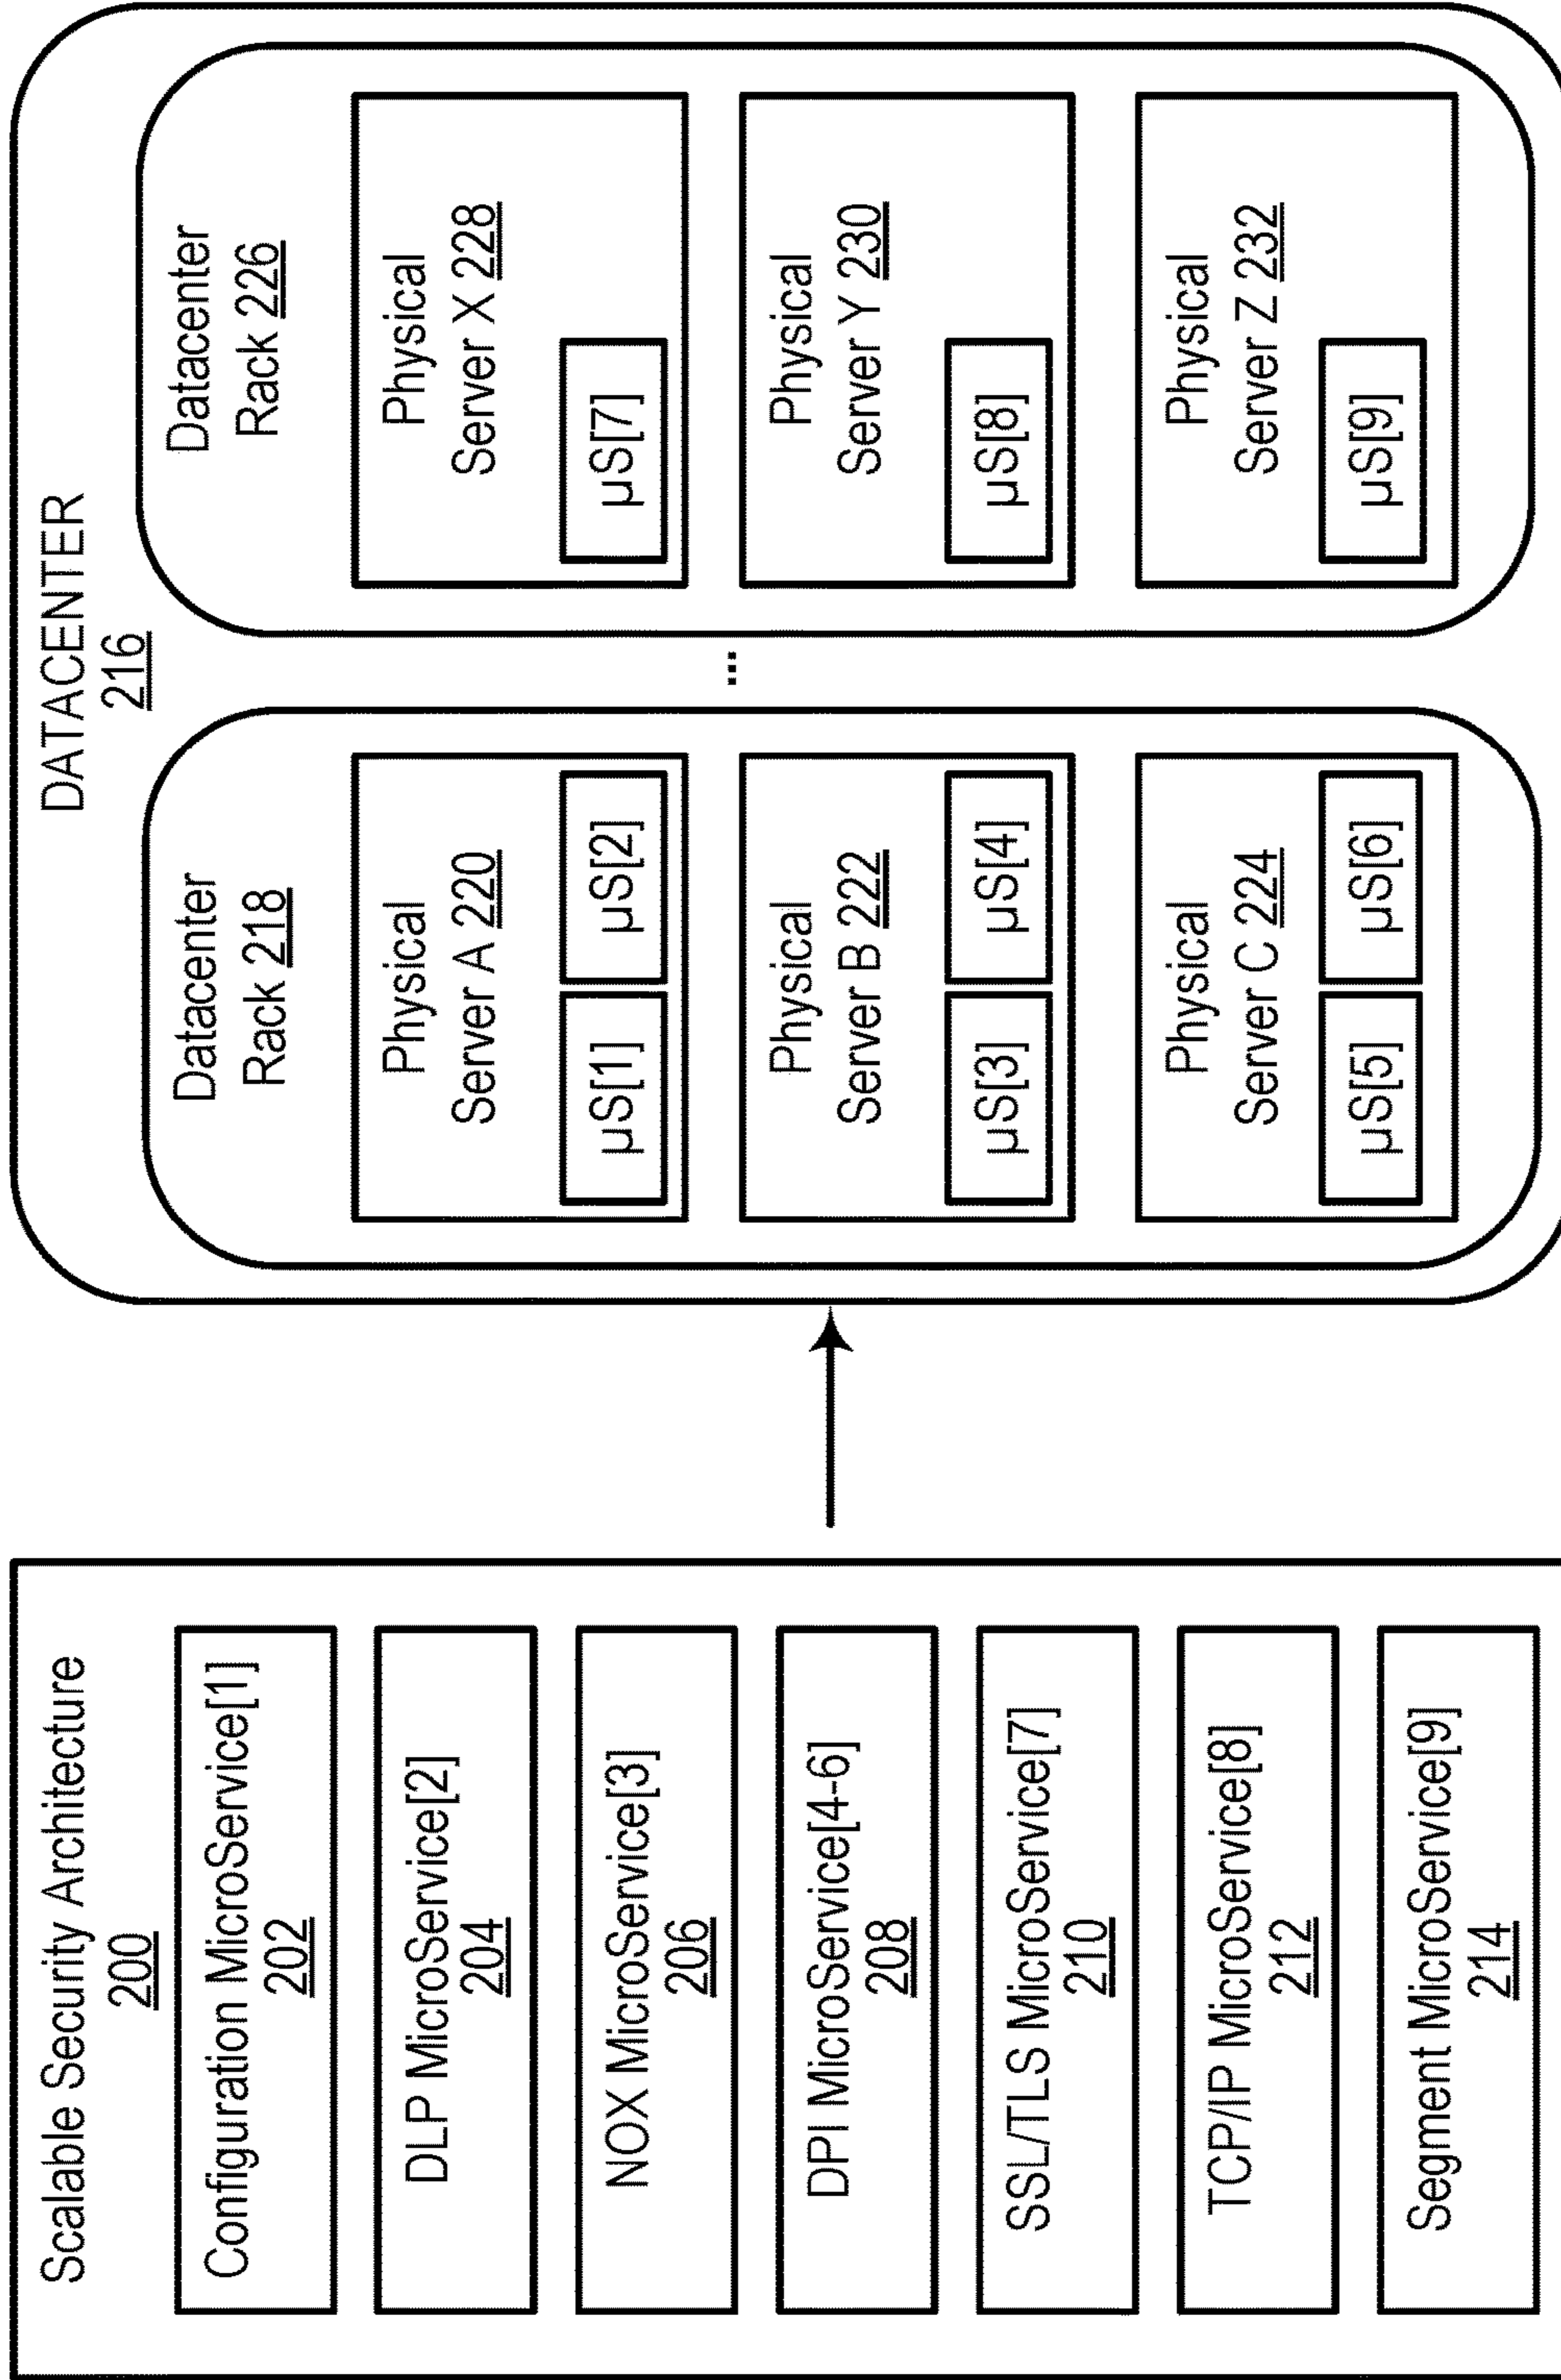 Scalable Security Architecture
200
Configuration MicroService[1]
202
DLP MicroService[2]
204
NOX MicroService[3]
206
DPI MicroService[4-6]
208
SSL/TLS MicroService[7]
210
TCP/IP MicroService[8]
212
Segment MicroService[9]
214
DATACENTER
216
Datacenter
Rack 218
Physical
Server A 220
µS[1]
µS[2]
Physical
Server B 222
µS[3]
µS[4]
Physical
Server C 224
µS[5]
µS[6]
...
Datacenter
Rack 226
Physical
Server X 228
µS[7]
Physical
Server Y 230
µS[8]
Physical
Server Z 232
µS[9]